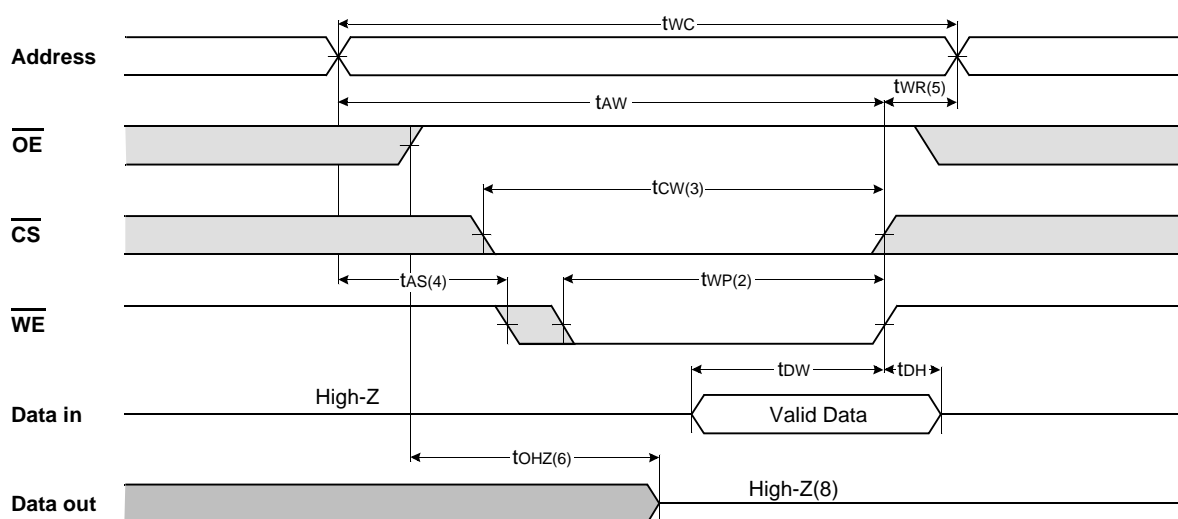 tWC
Address
tAW
tWR(5)
OE
tCW(3)
CS
tAS(4)
tWP(2)
WE
tDW
tDH
High-Z
Data in
Valid Data
tOHZ(6)
High-Z(8)
Data out